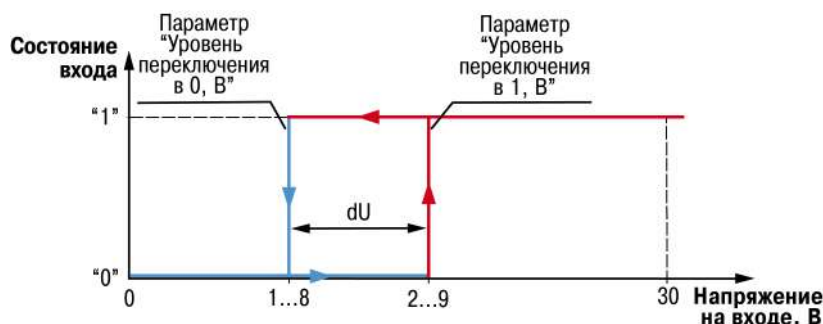 Параметр
“Уровень
переключения
в 0, В”
Параметр
“Уровень
переключения
в 1, В”
Состояние
входа
“1”
dU
“0”
0
1...8
2...9
30
Напряжение
на входе, В